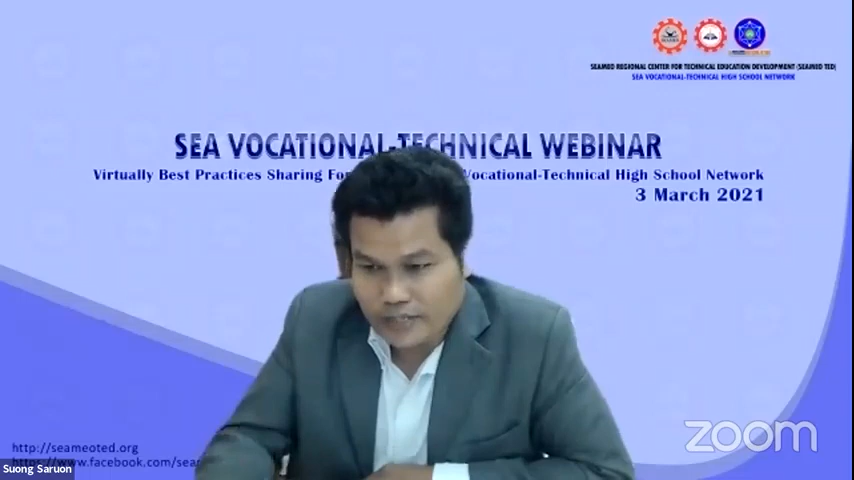 SEAMEO REGIONAL CENTER FOR TECHNICAL EDUCATION DEVELOPMENT (SEAMEO TED)
SEA VOCATIONAL-TECHNICAL HIGH SCHOOL NETWORK
SEA VOCATIONAL-TECHNICAL WEBINAR
Virtually Best Practices Sharing For Vocational-Technical High School Network
3 March 2021
http://seameoted.org
https://www.facebook.com/sea
Suong Saruon
zoom